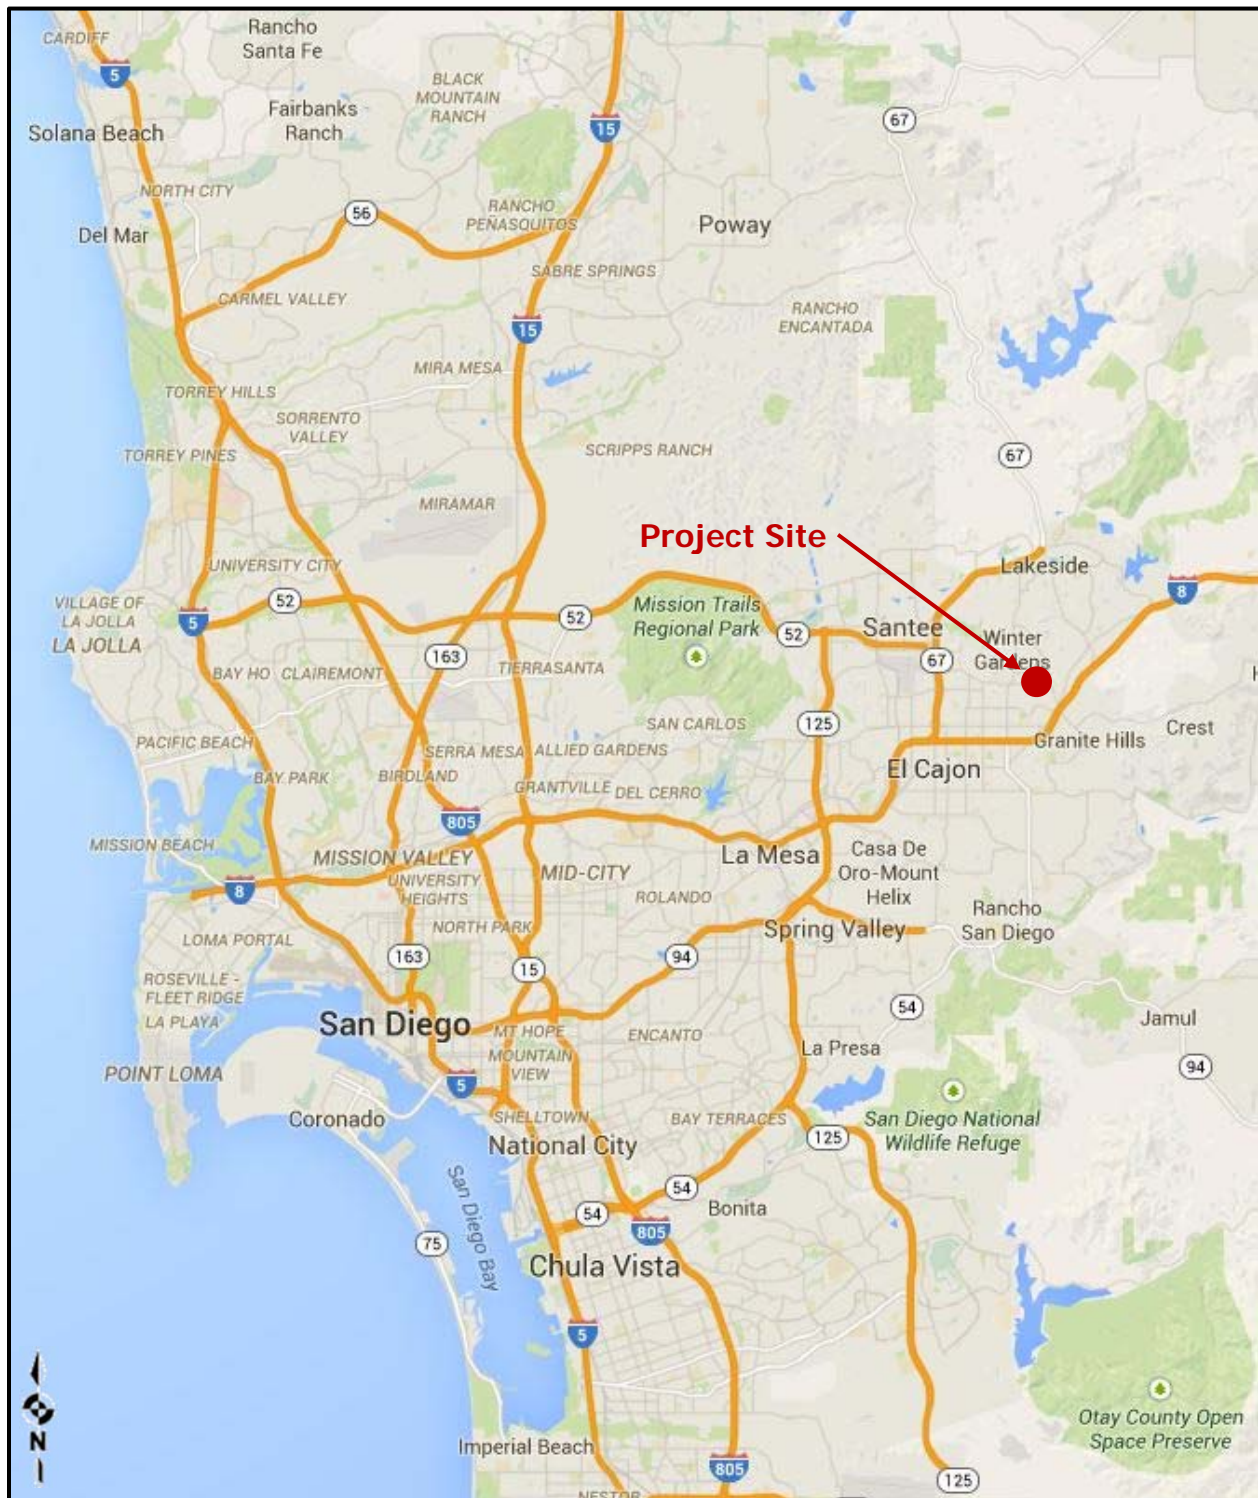 CARDIFF
Rancho
Santa Fe
5
BLACK
MOUNTAIN
RANCH
Fairbanks
Ranch
Solana Beach
15
67
NORTH CITY
56
RANCHO
PEÑASQUITOS
Poway
Del Mar
SABRE SPRINGS
CARMEL VALLEY
RANCHO
ENCANTADA
15
MIRA MESA
TORREY HILLS
SORRENTO
VALLEY
TORREY PINES
SCRIPPS RANCH
67
MIRAMAR
Project Site
UNIVERSITY CITY
Lakeside
8
VILLAGE OF
LA JOLLA
LA JOLLA
5
52
52
Mission Trails
Regional Park
52
Santee
Winter
Gardens
163
67
BAY HO
CLAIREMONT
TIERRASANTA
SAN CARLOS
125
Crest
PACIFIC BEACH
SERRA MESA
ALLIED GARDENS
Granite Hills
BAY PARK
BIRDLAND
El Cajon
GRANTVILLE
DEL CERRO
805
MISSION BEACH
MISSION VALLEY
La Mesa
Casa De
Oro-Mount
Helix
8
UNIVERSITY
HEIGHTS
MID-CITY
ROLANDO
NORTH PARK
Spring Valley
Rancho
San Diego
LOMA PORTAL
163
15
94
ROSEVILLE -
FLEET RIDGE
LA PLAYA
54
San Diego
MT HOPE
ENCANTO
Jamul
MOUNTAIN
VIEW
La Presa
94
POINT LOMA
5
Coronado
SHELLTOWN
BAY TERRACES
San Diego National
Wildlife Refuge
125
National City
San Diego Bay
54
54
Bonita
75
805
Chula Vista
5
N
Otay County Open
Space Preserve
Imperial Beach
805
125
NESTOR